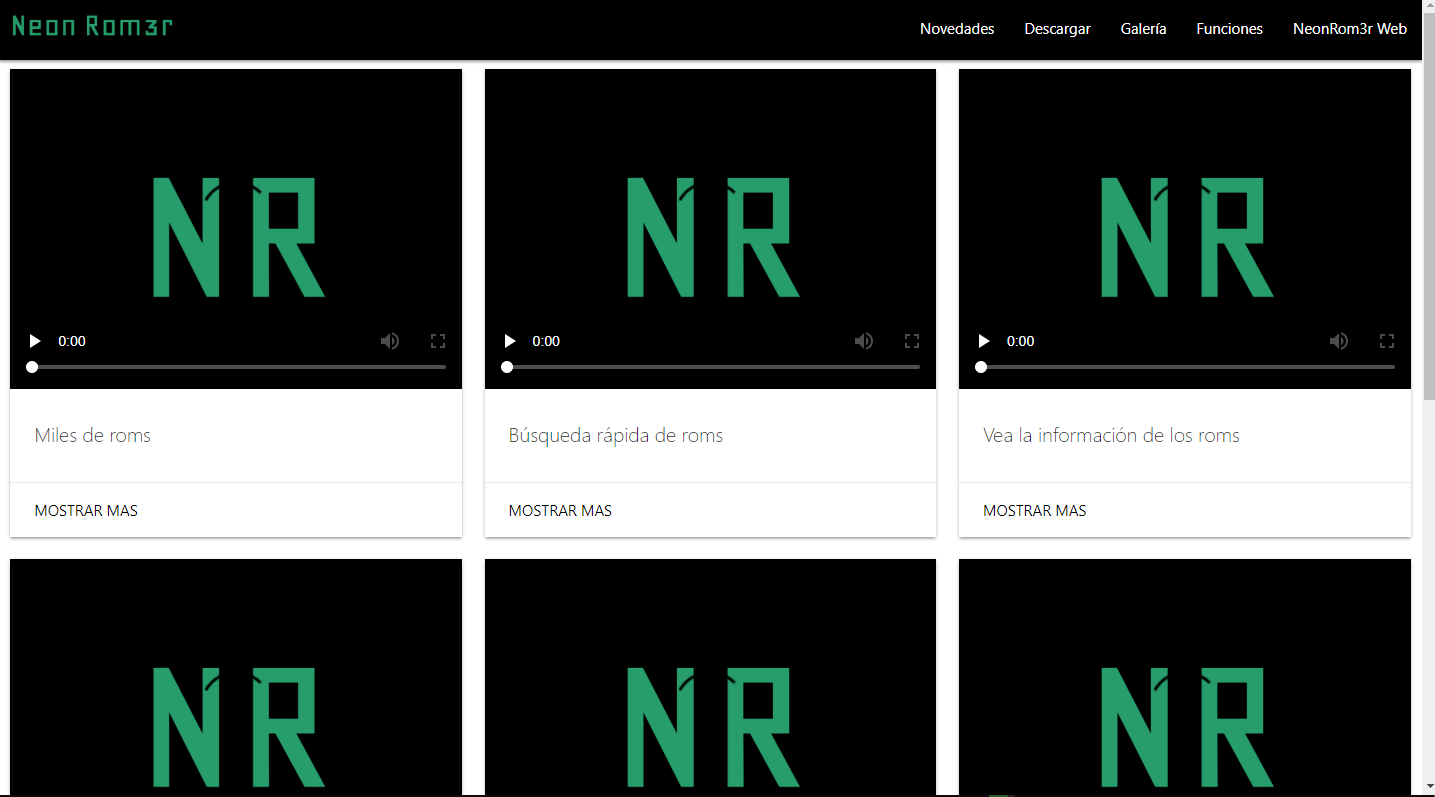 Neon Rom3r
Novedades Descargar Galería Funciones NeonRom3r Web
NR NR NR
0:00 0:00 0:00
Miles de roms Búsqueda rápida de roms Vea la información de los roms
MOSTRAR MAS MOSTRAR MAS MOSTRAR MAS
NR NR NR